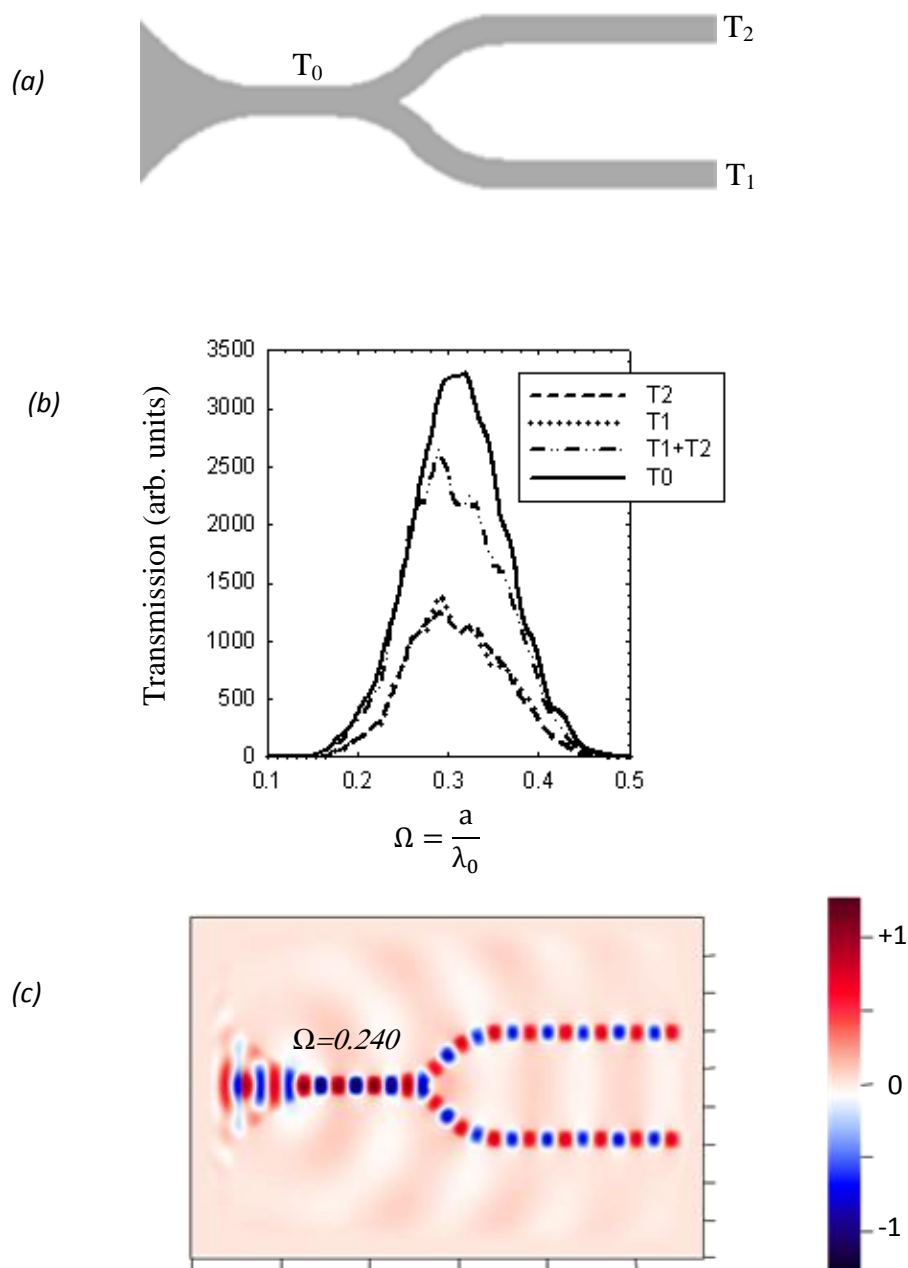 (a)
T₀
T₂
T₁
(b)
Transmission (arb. units)
3500
3000
2500
2000
1500
1000
500
0
0.1 0.2 0.3 0.4 0.5
T2
T1
T1+T2
T0
Ω = a/λ₀
(c)
Ω=0.240
+1
0
-1